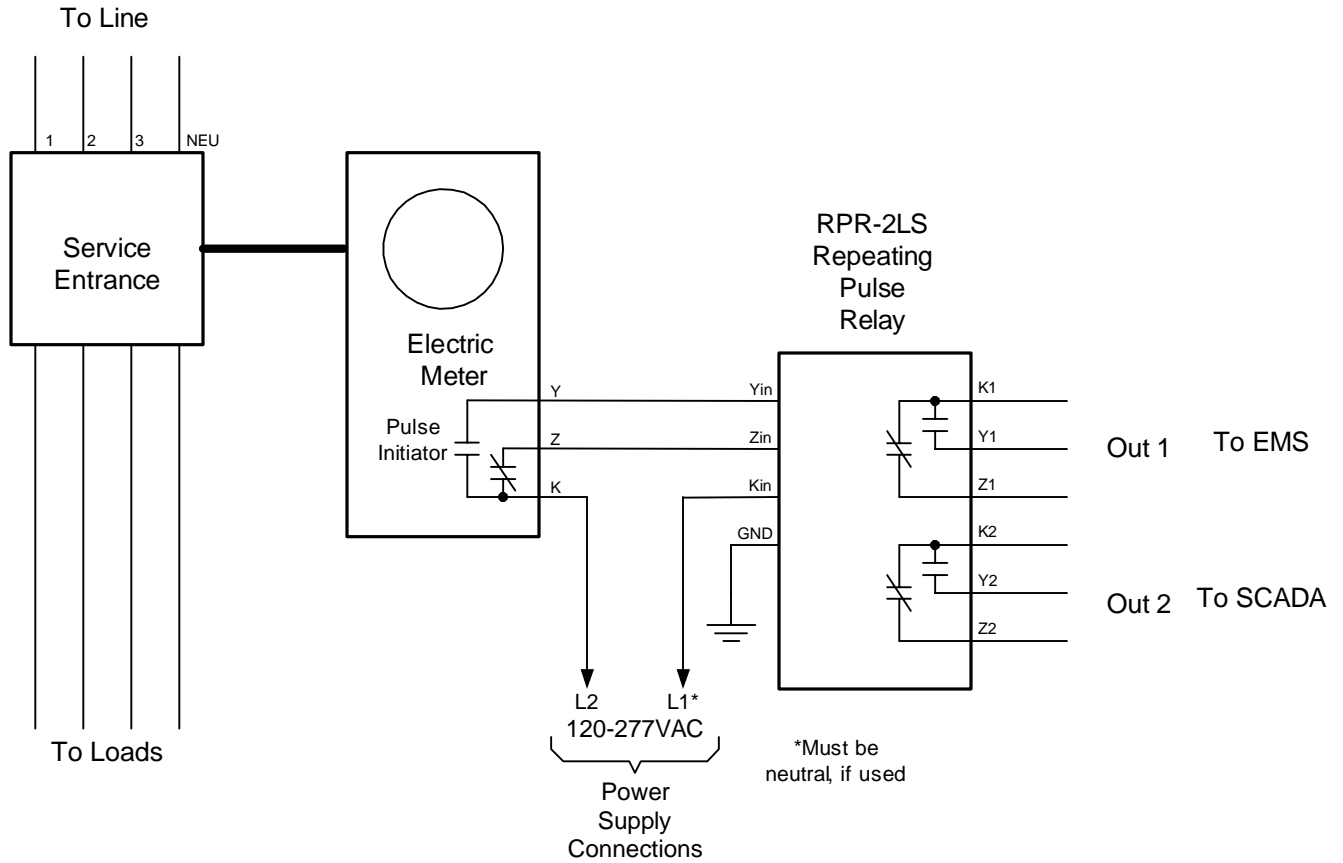 To Line
1
2
3
NEU
Service
Entrance
To Loads
Electric
Meter
Pulse
Initiator
Y
Z
K
RPR-2LS
Repeating
Pulse
Relay
Yin
Zin
Kin
GND
K1
Y1
Z1
K2
Y2
Z2
Out 1
To EMS
Out 2
To SCADA
L2
L1*
120-277VAC
Power
Supply
Connections
*Must be
neutral, if used